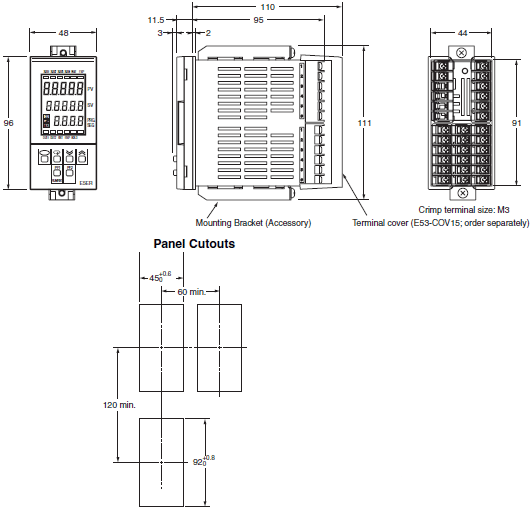 110
11.5
95
3
2
48
44
PV
SV
PRG
SEG
96
111
91
E5ER
Crimp terminal size: M3
Mounting Bracket (Accessory)
Terminal cover (E53-COV15; order separately)
Panel Cutouts
45 +0.6 0
60 min.
120 min.
92 +0.8 0